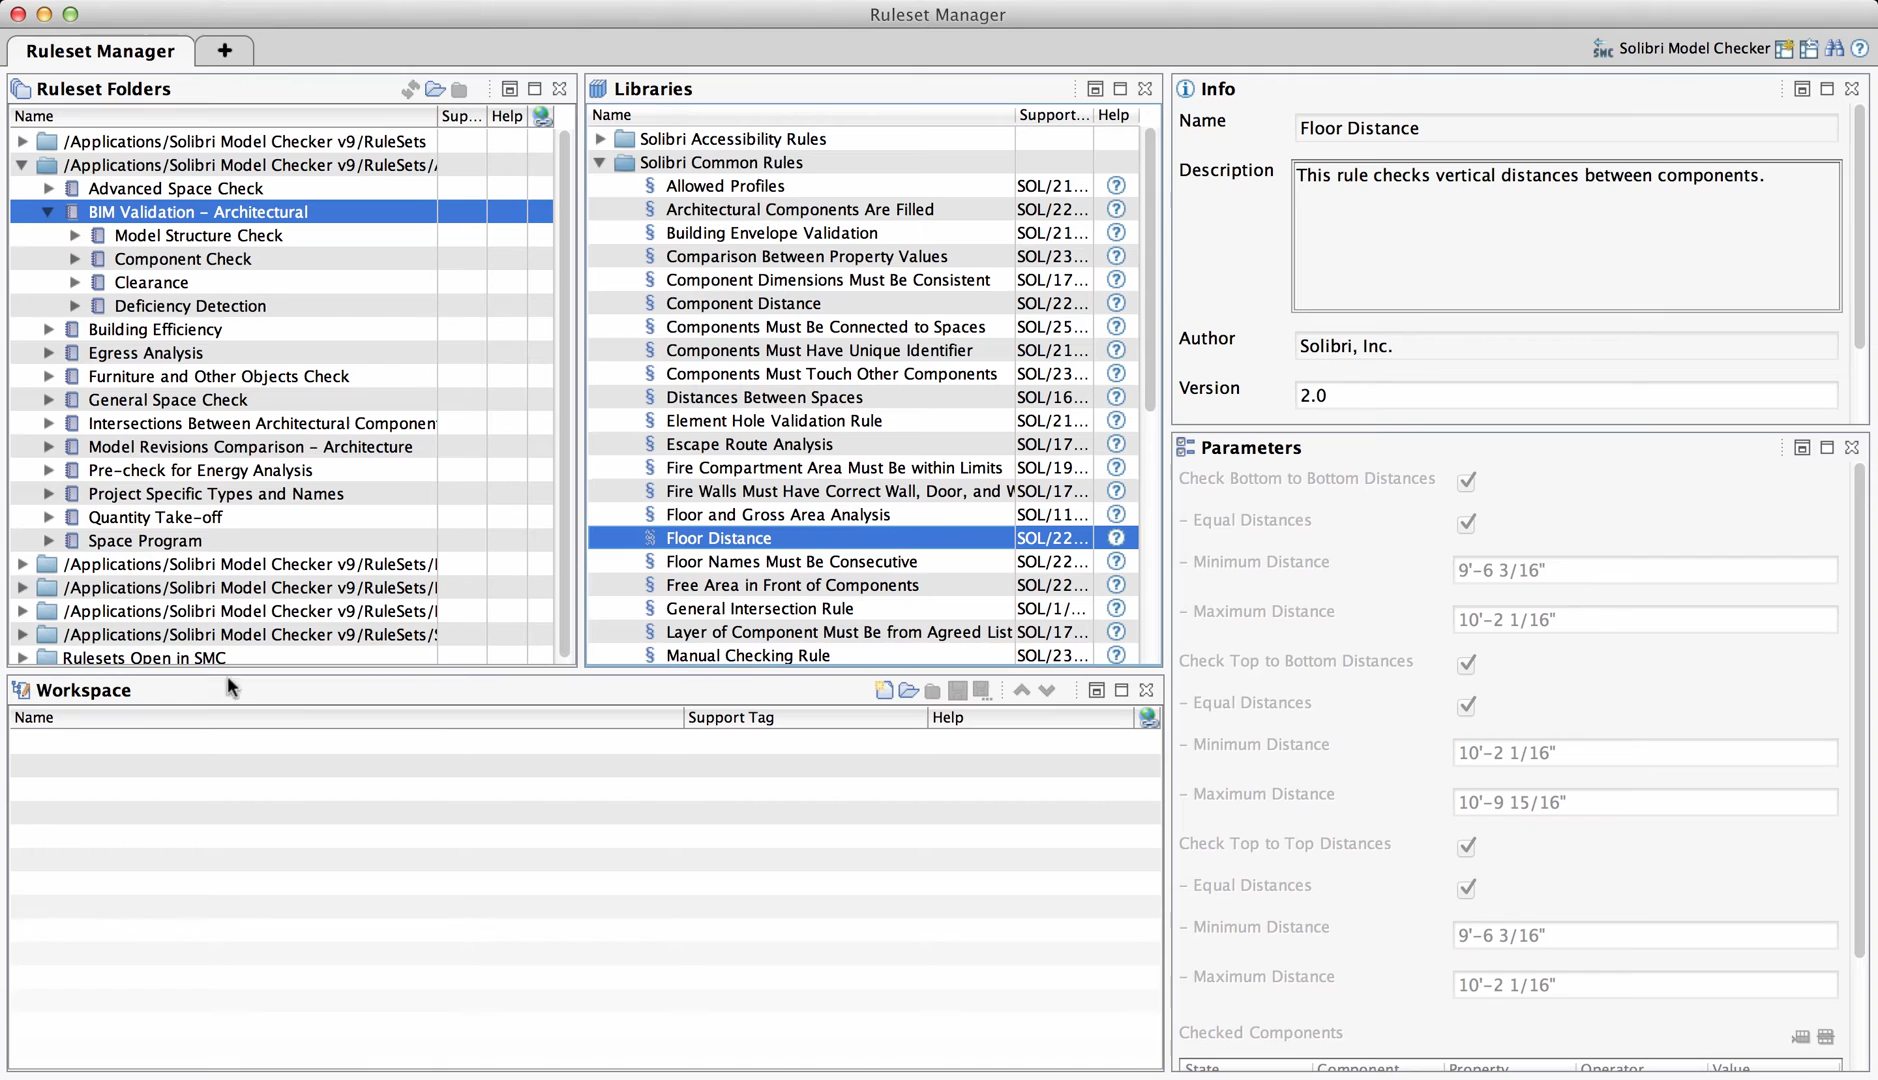 Ruleset Manager
Ruleset Manager
+
Solibri Model Checker
Ruleset Folders
Name Sup... Help
/Applications/Solibri Model Checker v9/RuleSets
/Applications/Solibri Model Checker v9/RuleSets/
Advanced Space Check
BIM Validation – Architectural
Model Structure Check
Component Check
Clearance
Deficiency Detection
Building Efficiency
Egress Analysis
Furniture and Other Objects Check
General Space Check
Intersections Between Architectural Componen
Model Revisions Comparison – Architecture
Pre-check for Energy Analysis
Project Specific Types and Names
Quantity Take-off
Space Program
/Applications/Solibri Model Checker v9/RuleSets/
/Applications/Solibri Model Checker v9/RuleSets/
/Applications/Solibri Model Checker v9/RuleSets/
/Applications/Solibri Model Checker v9/RuleSets/
Rulesets Open in SMC
Libraries
Name Support... Help
Solibri Accessibility Rules
Solibri Common Rules
§ Allowed Profiles SOL/21... ?
§ Architectural Components Are Filled SOL/22... ?
§ Building Envelope Validation SOL/21... ?
§ Comparison Between Property Values SOL/23... ?
§ Component Dimensions Must Be Consistent SOL/17... ?
§ Component Distance SOL/22... ?
§ Components Must Be Connected to Spaces SOL/25... ?
§ Components Must Have Unique Identifier SOL/21... ?
§ Components Must Touch Other Components SOL/23... ?
§ Distances Between Spaces SOL/16... ?
§ Element Hole Validation Rule SOL/21... ?
§ Escape Route Analysis SOL/17... ?
§ Fire Compartment Area Must Be within Limits SOL/19... ?
§ Fire Walls Must Have Correct Wall, Door, and W SOL/17... ?
§ Floor and Gross Area Analysis SOL/11... ?
§ Floor Distance SOL/22... ?
§ Floor Names Must Be Consecutive SOL/22... ?
§ Free Area in Front of Components SOL/22... ?
§ General Intersection Rule SOL/1/... ?
§ Layer of Component Must Be from Agreed List SOL/17... ?
§ Manual Checking Rule SOL/23... ?
Workspace
Name Support Tag Help
Info
Name Floor Distance
Description This rule checks vertical distances between components.
Author Solibri, Inc.
Version 2.0
Parameters
Check Bottom to Bottom Distances
– Equal Distances
– Minimum Distance 9'-6 3/16"
– Maximum Distance 10'-2 1/16"
Check Top to Bottom Distances
– Equal Distances
– Minimum Distance 10'-2 1/16"
– Maximum Distance 10'-9 15/16"
Check Top to Top Distances
– Equal Distances
– Minimum Distance 9'-6 3/16"
– Maximum Distance 10'-2 1/16"
Checked Components
State Component Property Operator Value